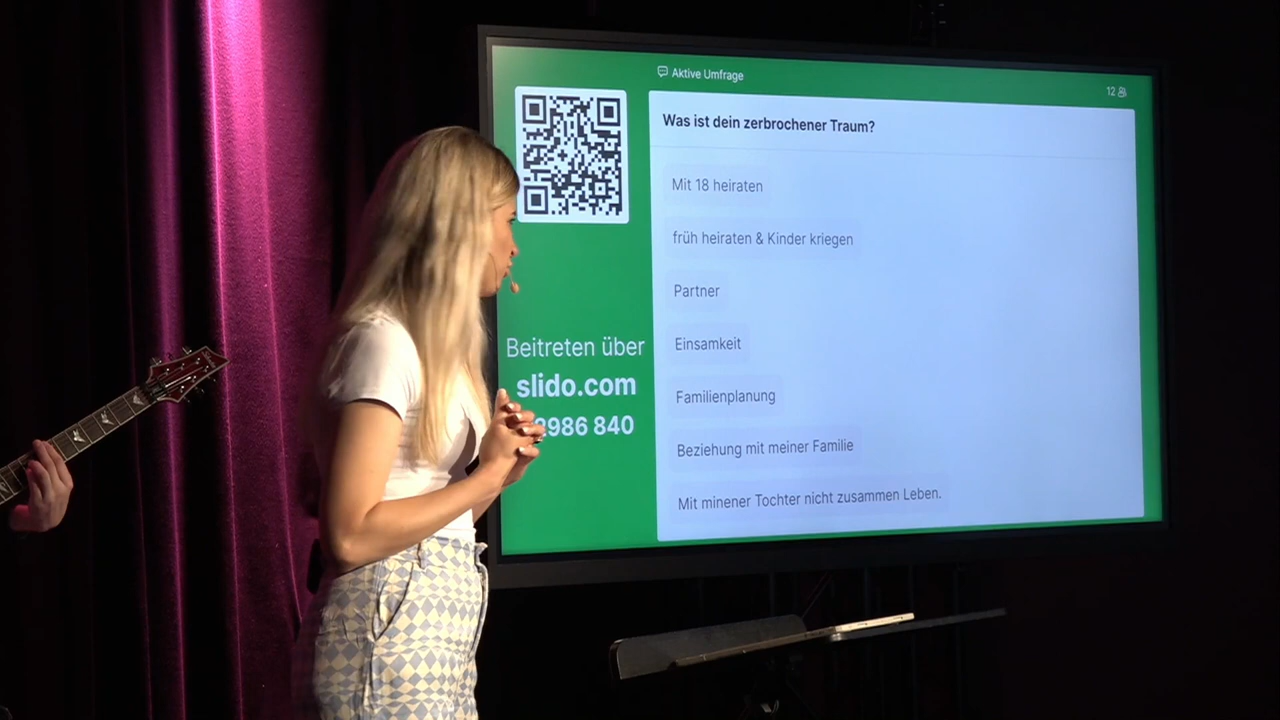 Aktive Umfrage
12
Was ist dein zerbrochener Traum?
Mit 18 heiraten
früh heiraten & Kinder kriegen
Partner
Einsamkeit
Familienplanung
Beziehung mit meiner Familie
Mit minener Tochter nicht zusammen Leben.
Beitreten über
slido.com
2986 840